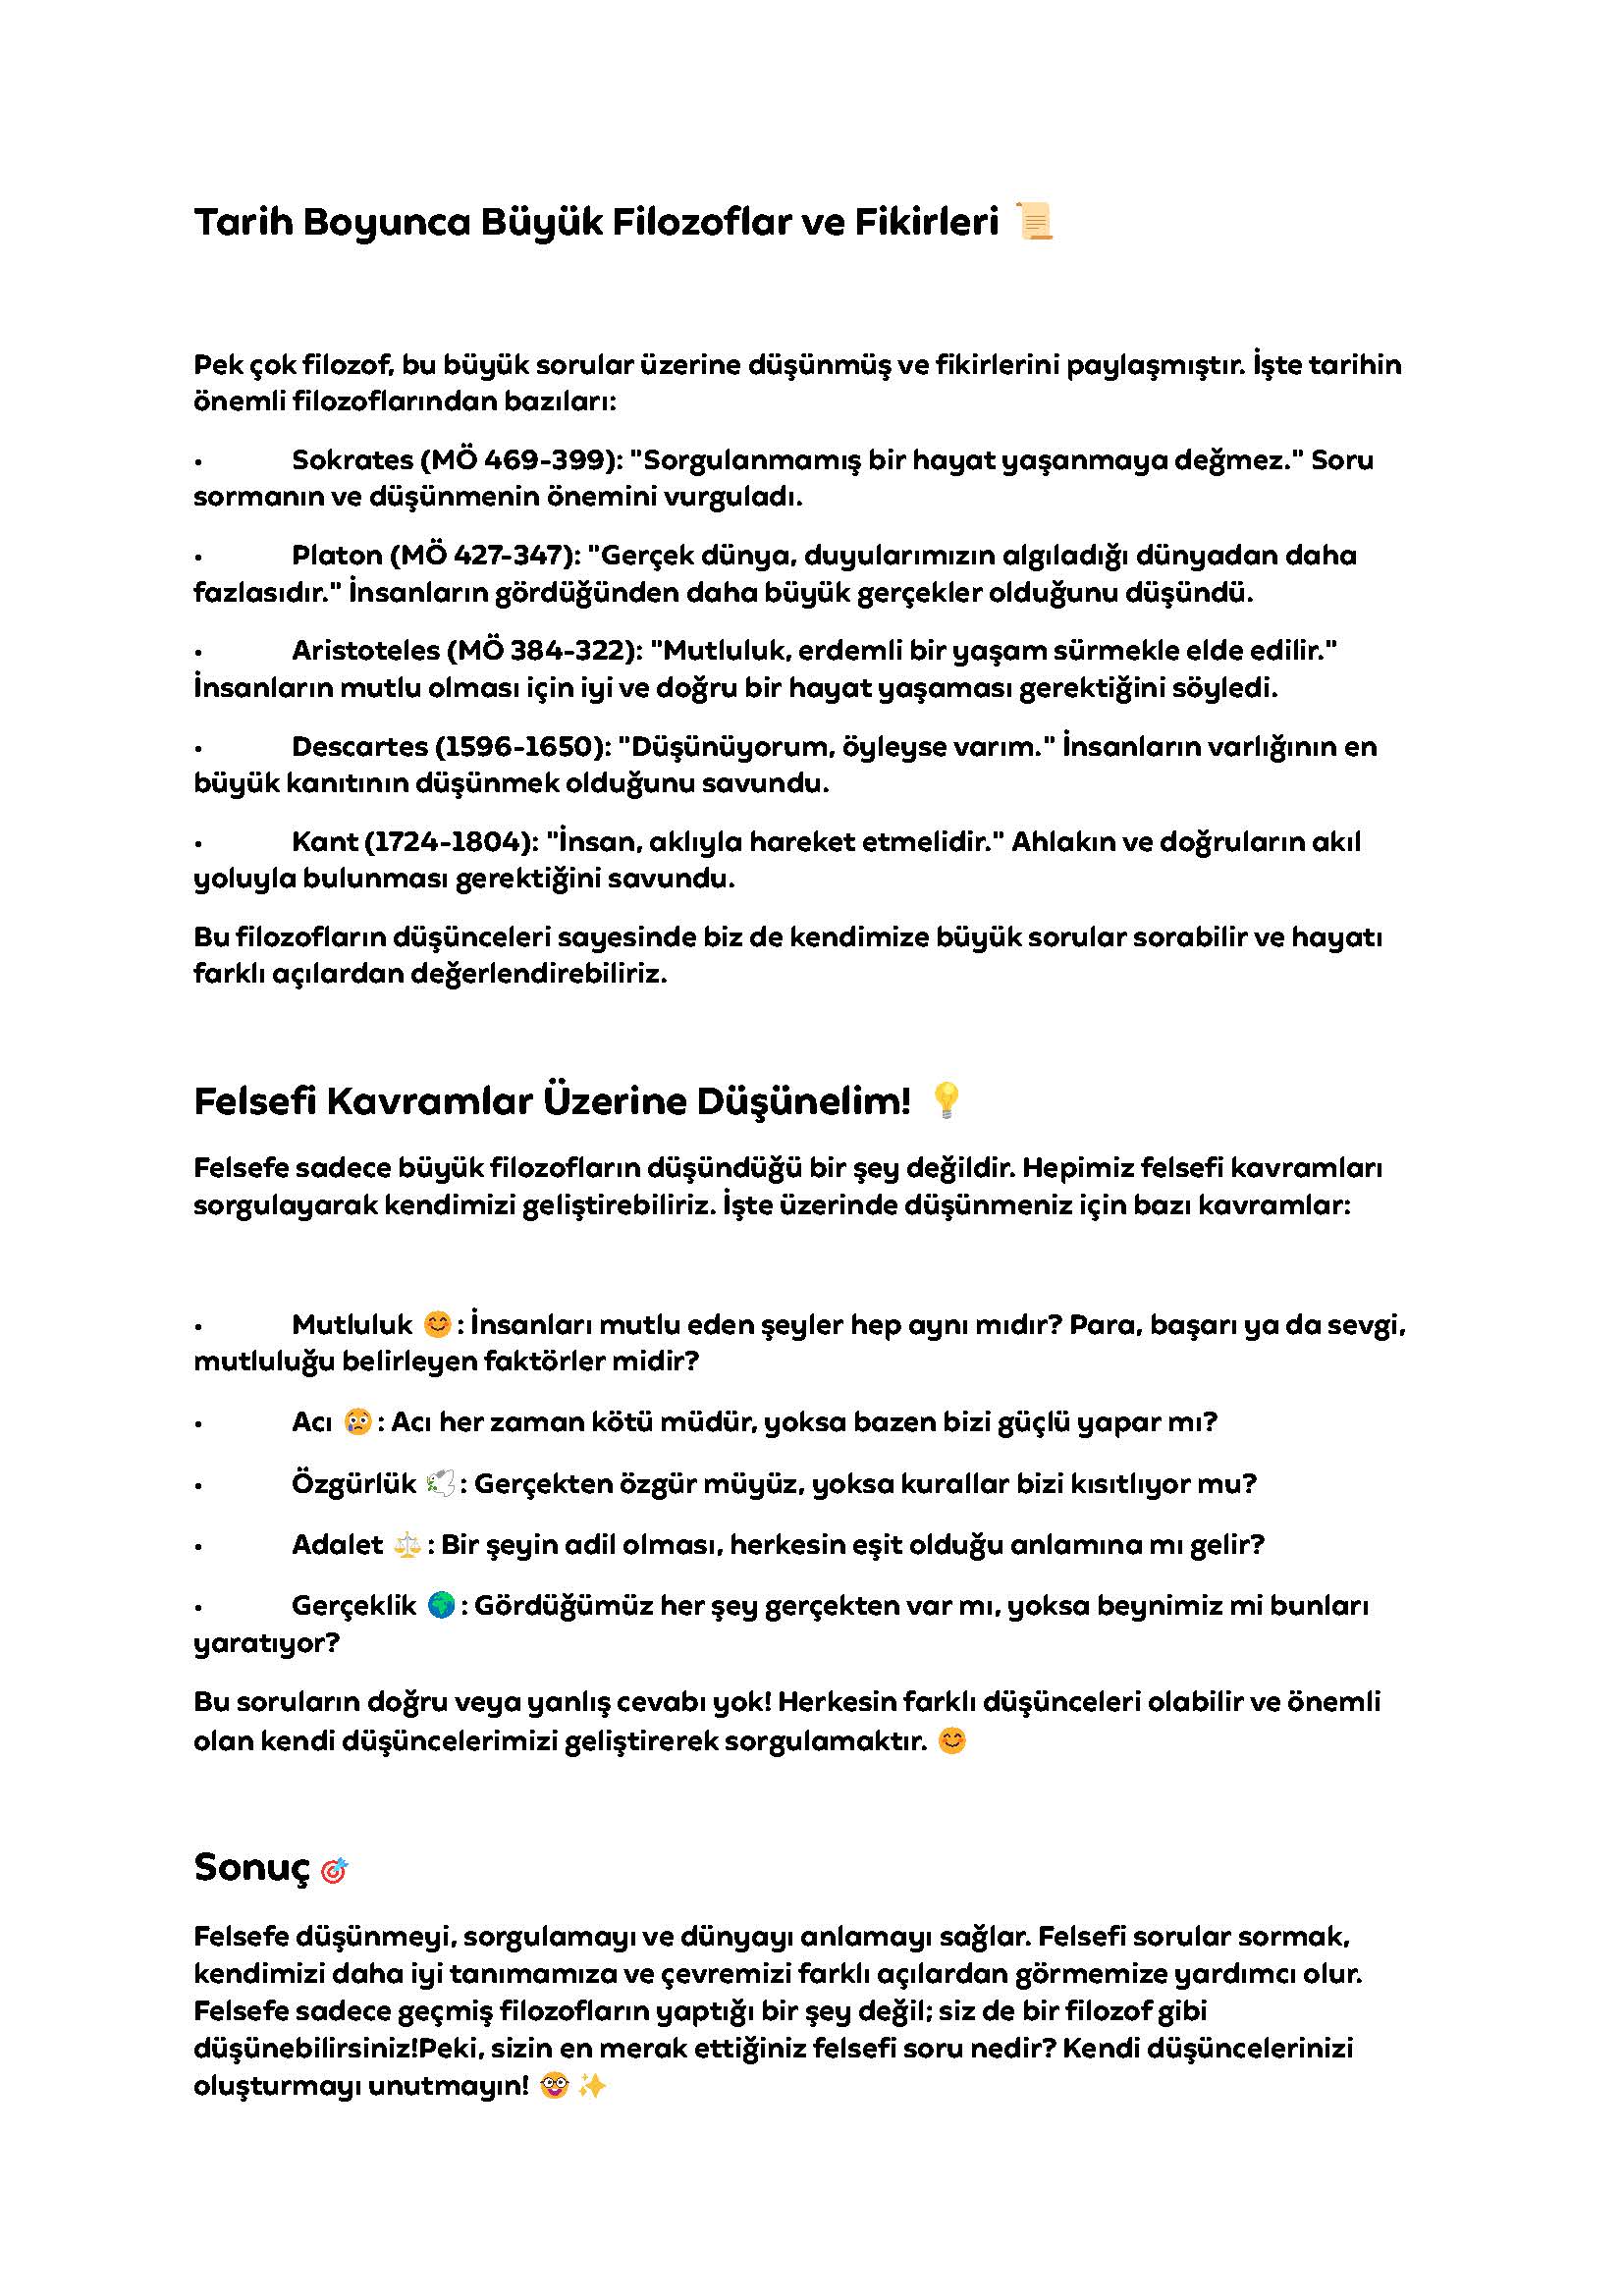 Tarih Boyunca Büyük Filozoflar ve Fikirleri 📜
Pek çok filozof, bu büyük sorular üzerine düşünmüş ve fikirlerini paylaşmıştır. İşte tarihin
önemli filozoflarından bazıları:
• Sokrates (MÖ 469-399): "Sorgulanmamış bir hayat yaşanmaya değmez." Soru
sormanın ve düşünmenin önemini vurguladı.
• Platon (MÖ 427-347): "Gerçek dünya, duyularımızın algıladığı dünyadan daha
fazlasıdır." İnsanların gördüğünden daha büyük gerçekler olduğunu düşündü.
• Aristoteles (MÖ 384-322): "Mutluluk, erdemli bir yaşam sürmekle elde edilir."
İnsanların mutlu olması için iyi ve doğru bir hayat yaşaması gerektiğini söyledi.
• Descartes (1596-1650): "Düşünüyorum, öyleyse varım." İnsanların varlığının en
büyük kanıtının düşünmek olduğunu savundu.
• Kant (1724-1804): "İnsan, aklıyla hareket etmelidir." Ahlakın ve doğruların akıl
yoluyla bulunması gerektiğini savundu.
Bu filozofların düşünceleri sayesinde biz de kendimize büyük sorular sorabilir ve hayatı
farklı açılardan değerlendirebiliriz.
Felsefi Kavramlar Üzerine Düşünelim! 💡
Felsefe sadece büyük filozofların düşündüğü bir şey değildir. Hepimiz felsefi kavramları
sorgulayarak kendimizi geliştirebiliriz. İşte üzerinde düşünmeniz için bazı kavramlar:
• Mutluluk 😊: İnsanları mutlu eden şeyler hep aynı mıdır? Para, başarı ya da sevgi,
mutluluğu belirleyen faktörler midir?
• Acı 😢: Acı her zaman kötü müdür, yoksa bazen bizi güçlü yapar mı?
• Özgürlük 🕊: Gerçekten özgür müyüz, yoksa kurallar bizi kısıtlıyor mu?
• Adalet ⚖: Bir şeyin adil olması, herkesin eşit olduğu anlamına mı gelir?
• Gerçeklik 🌍: Gördüğümüz her şey gerçekten var mı, yoksa beynimiz mi bunları
yaratıyor?
Bu soruların doğru veya yanlış cevabı yok! Herkesin farklı düşünceleri olabilir ve önemli
olan kendi düşüncelerimizi geliştirerek sorgulamaktır. 😊
Sonuç 🎯
Felsefe düşünmeyi, sorgulamayı ve dünyayı anlamayı sağlar. Felsefi sorular sormak,
kendimizi daha iyi tanımamıza ve çevremizi farklı açılardan görmemize yardımcı olur.
Felsefe sadece geçmiş filozofların yaptığı bir şey değil; siz de bir filozof gibi
düşünebilirsiniz!Peki, sizin en merak ettiğiniz felsefi soru nedir? Kendi düşüncelerinizi
oluşturmayı unutmayın! 🤓✨